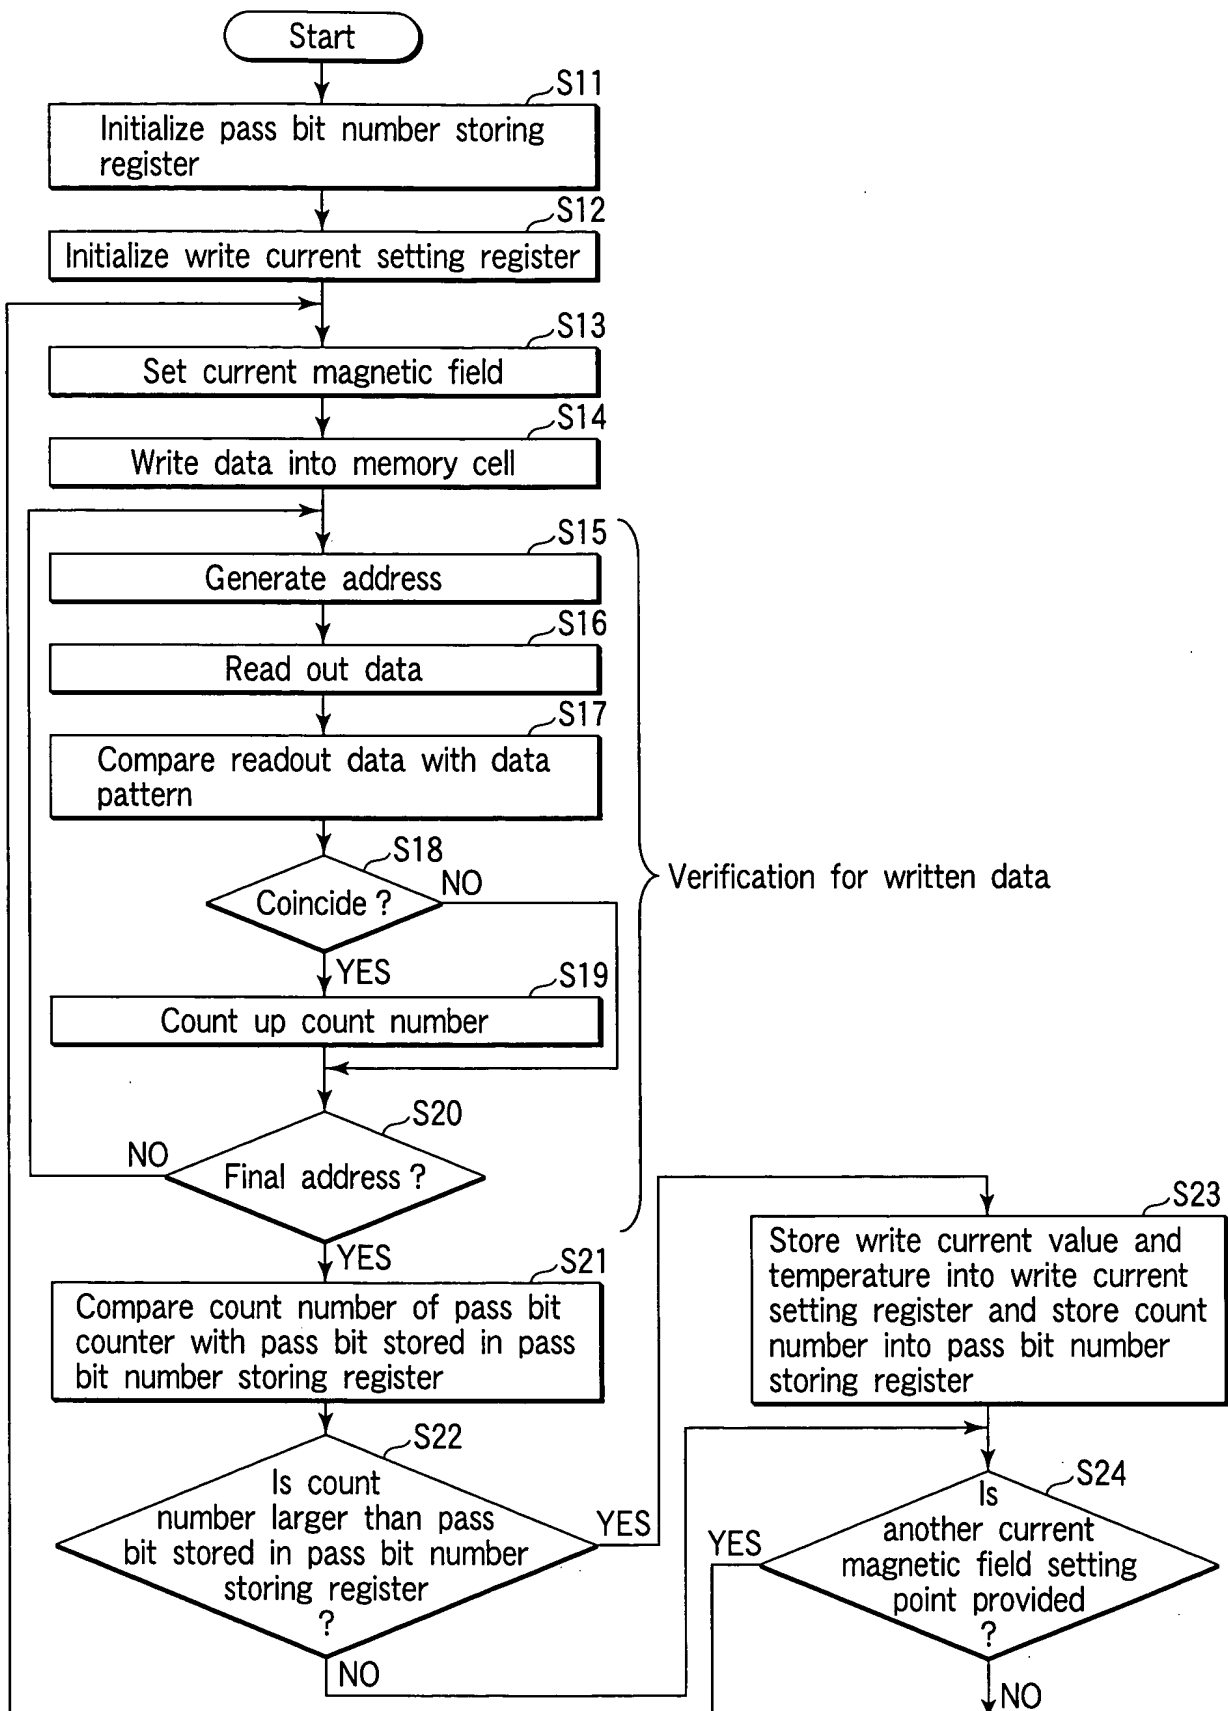 Start
S11
Initialize pass bit number storing
register
S12
Initialize write current setting register
S13
Set current magnetic field
S14
Write data into memory cell
S15
Generate address
S16
Read out data
S17
Compare readout data with data
pattern
S18
Coincide ?
NO
Verification for written data
YES
S19
Count up count number
S20
NO
Final address ?
YES
S21
Compare count number of pass bit
counter with pass bit stored in pass
bit number storing register
S22
Is count
number larger than pass
bit stored in pass bit number
storing register
?
YES
NO
S23
Store write current value and
temperature into write current
setting register and store count
number into pass bit number
storing register
S24
Is
another current
magnetic field setting
point provided
?
YES
NO